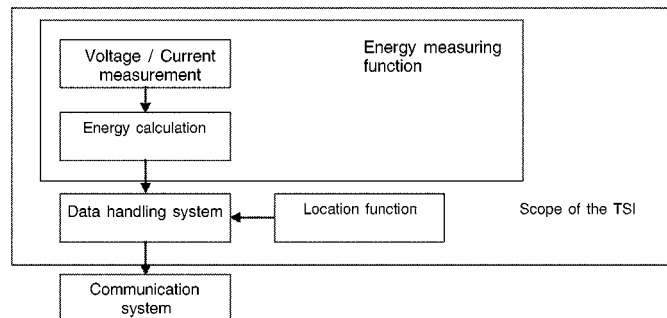 Voltage / Current
measurement
Energy measuring
function
Energy calculation
Data handling system
Location function
Scope of the TSI
Communication
system